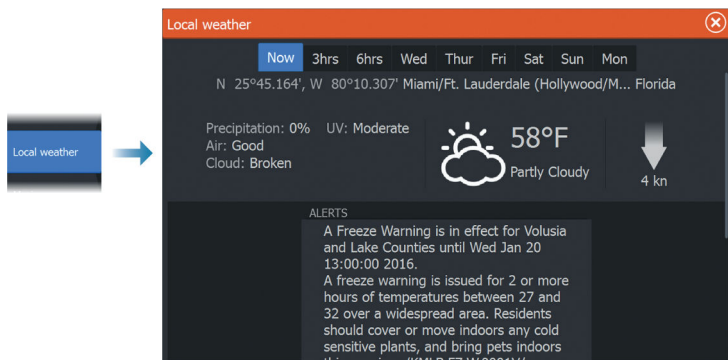 Local weather
Local weather
Now 3hrs 6hrs Wed Thur Fri Sat Sun Mon
N 25°45.164', W 80°10.307' Miami/Ft. Lauderdale (Hollywood/M... Florida
Precipitation: 0% UV: Moderate
Air: Good
Cloud: Broken
58°F
Partly Cloudy
4 kn
ALERTS
A Freeze Warning is in effect for Volusia
and Lake Counties until Wed Jan 20
13:00:00 2016.
A freeze warning is issued for 2 or more
hours of temperatures between 27 and
32 over a widespread area. Residents
should cover or move indoors any cold
sensitive plants, and bring pets indoors